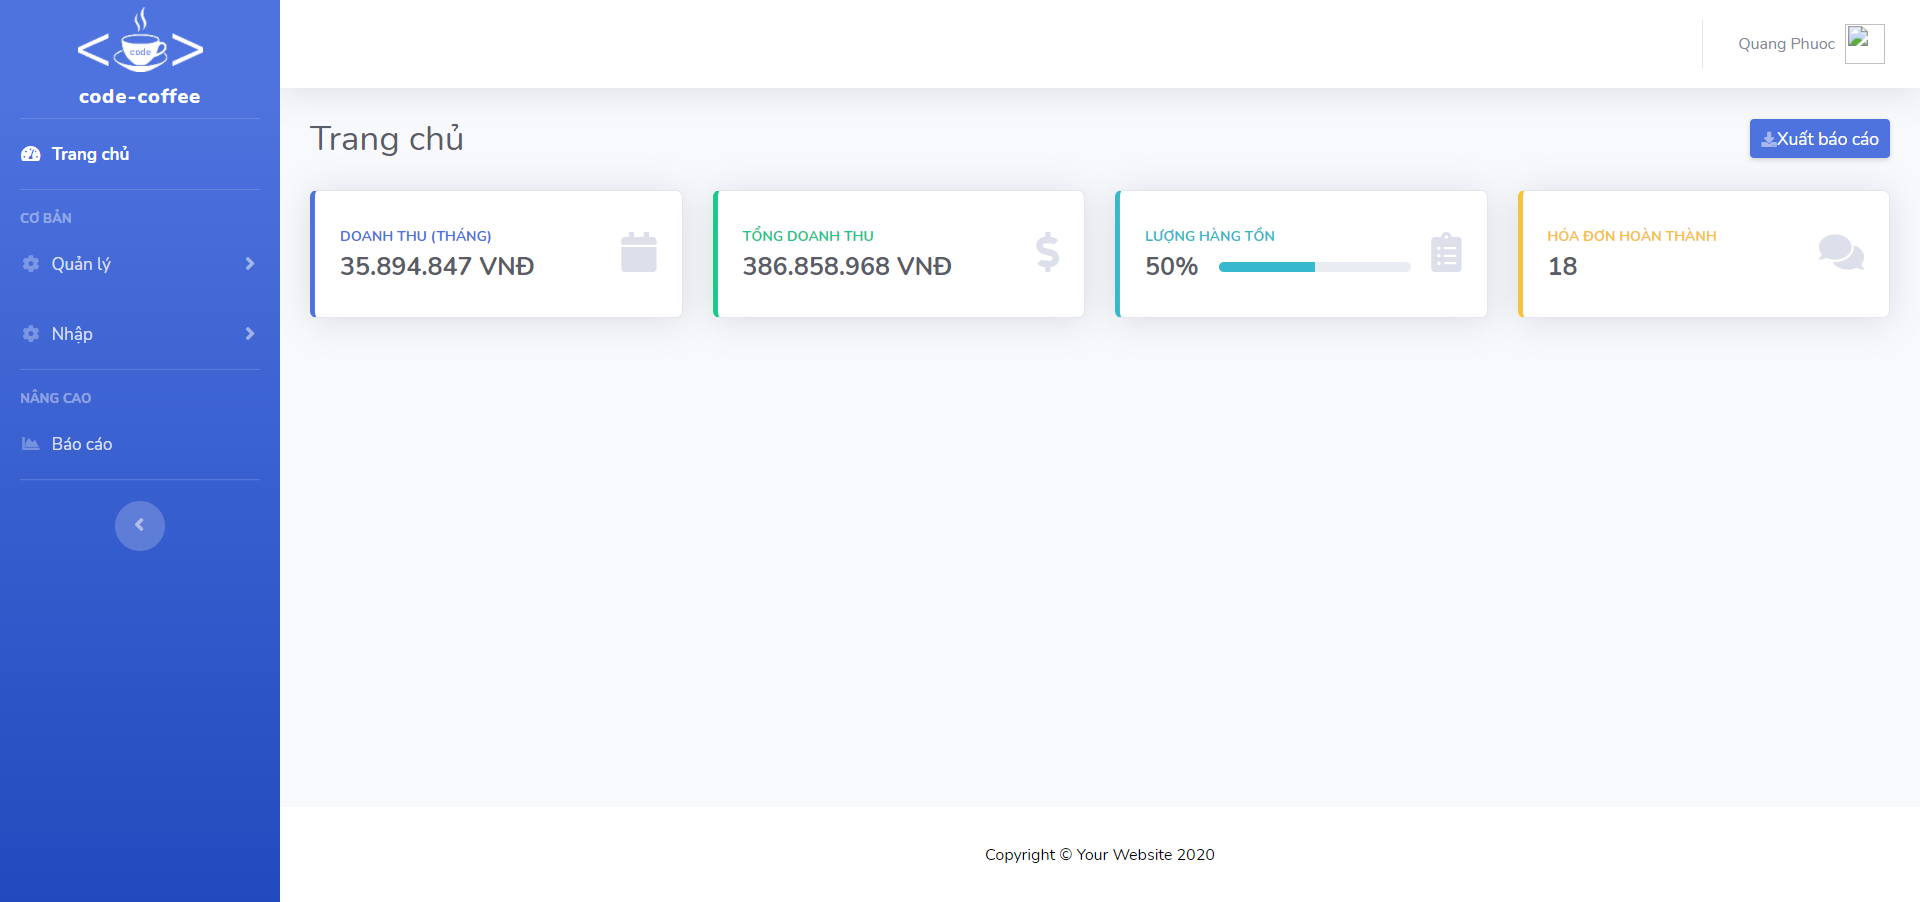 code
code-coffee
Trang chủ
CƠ BẢN
Quản lý
Nhập
NÂNG CAO
Báo cáo
Quang Phuoc
Trang chủ
Xuất báo cáo
DOANH THU (THÁNG)
35.894.847 VNĐ
TỔNG DOANH THU
386.858.968 VNĐ
LƯỢNG HÀNG TỒN
50%
HÓA ĐƠN HOÀN THÀNH
18
Copyright © Your Website 2020